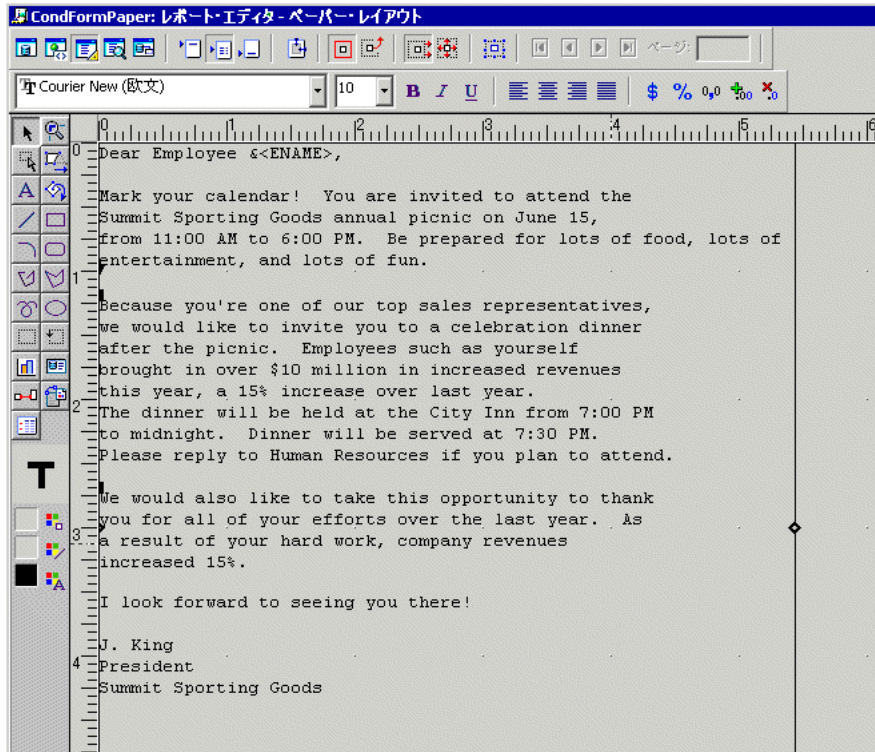 CondFormPaper: レポート・エディタ - ペーパー・レイアウト
ページ:
Courier New (欧文) 10 B I U $ % 0,0 .00 .0
0 1 2 3 4 5 6
0
Dear Employee &<ENAME>,
Mark your calendar!  You are invited to attend the
Summit Sporting Goods annual picnic on June 15,
from 11:00 AM to 6:00 PM.  Be prepared for lots of food, lots of
entertainment, and lots of fun.
1
Because you're one of our top sales representatives,
we would like to invite you to a celebration dinner
after the picnic.  Employees such as yourself
brought in over $10 million in increased revenues
this year, a 15% increase over last year.
2
The dinner will be held at the City Inn from 7:00 PM
to midnight.  Dinner will be served at 7:30 PM.
Please reply to Human Resources if you plan to attend.
We would also like to take this opportunity to thank
you for all of your efforts over the last year.  As
3
a result of your hard work, company revenues
increased 15%.
I look forward to seeing you there!
J. King
4
President
Summit Sporting Goods